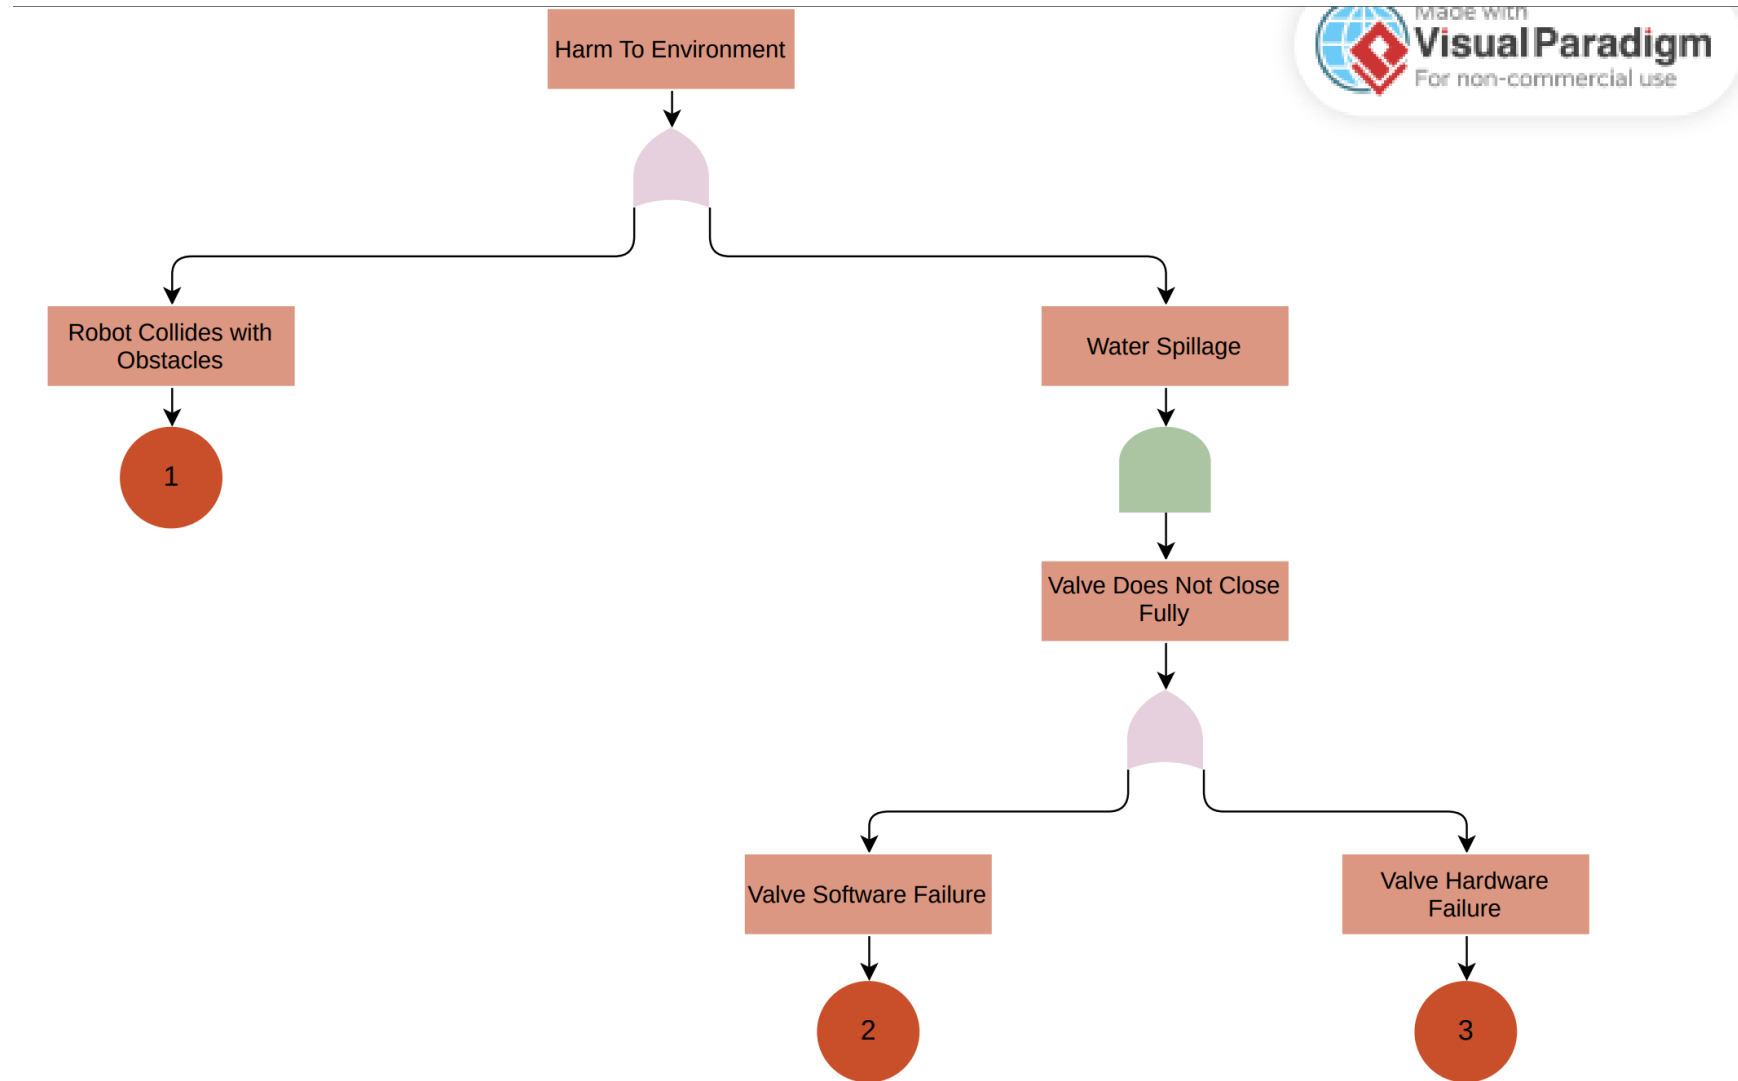 Made with
Visual Paradigm
For non-commercial use
Harm To Environment
Robot Collides with
Obstacles
Water Spillage
1
Valve Does Not Close
Fully
Valve Software Failure
Valve Hardware
Failure
2
3